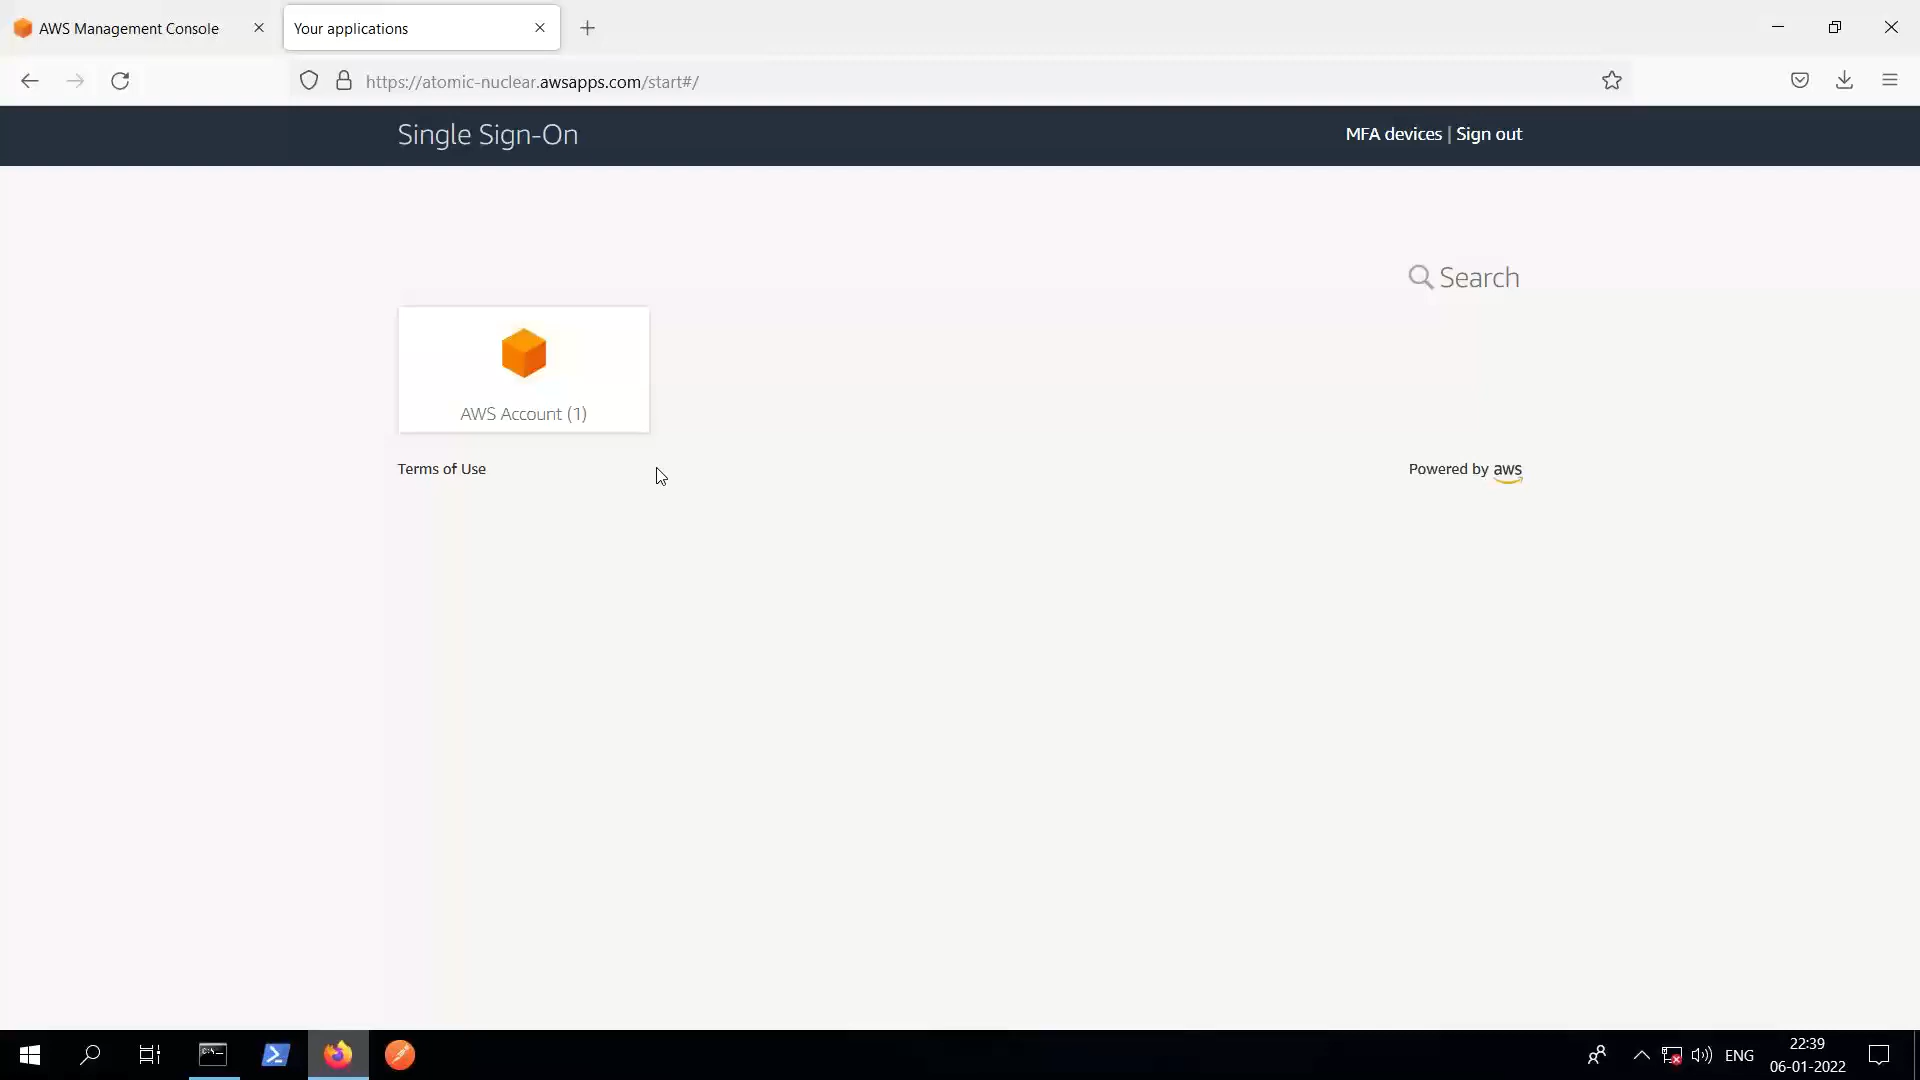 AWS Management Console
Your applications
https://atomic-nuclear.awsapps.com/start#/
Single Sign-On
MFA devices | Sign out
Search
AWS Account (1)
Terms of Use
Powered by aws
ENG
22:39
06-01-2022